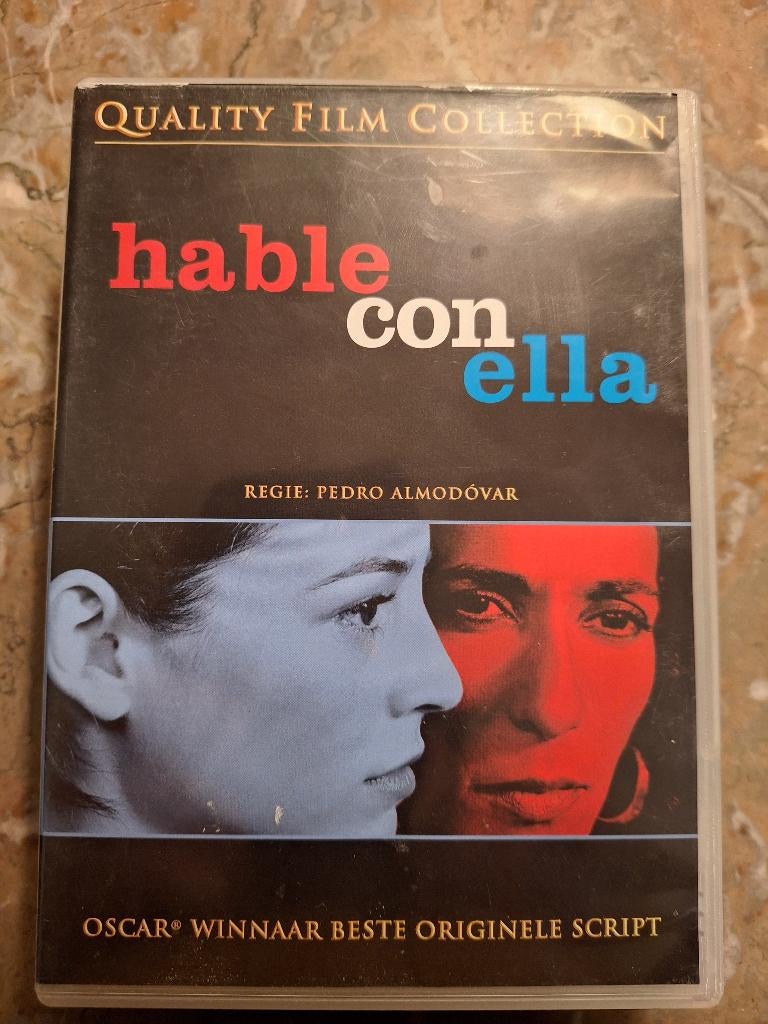 QUALITY FILM COLLECTION
hable
con
ella
REGIE: PEDRO ALMODÓVAR
OSCAR® WINNAAR BESTE ORIGINELE SCRIPT